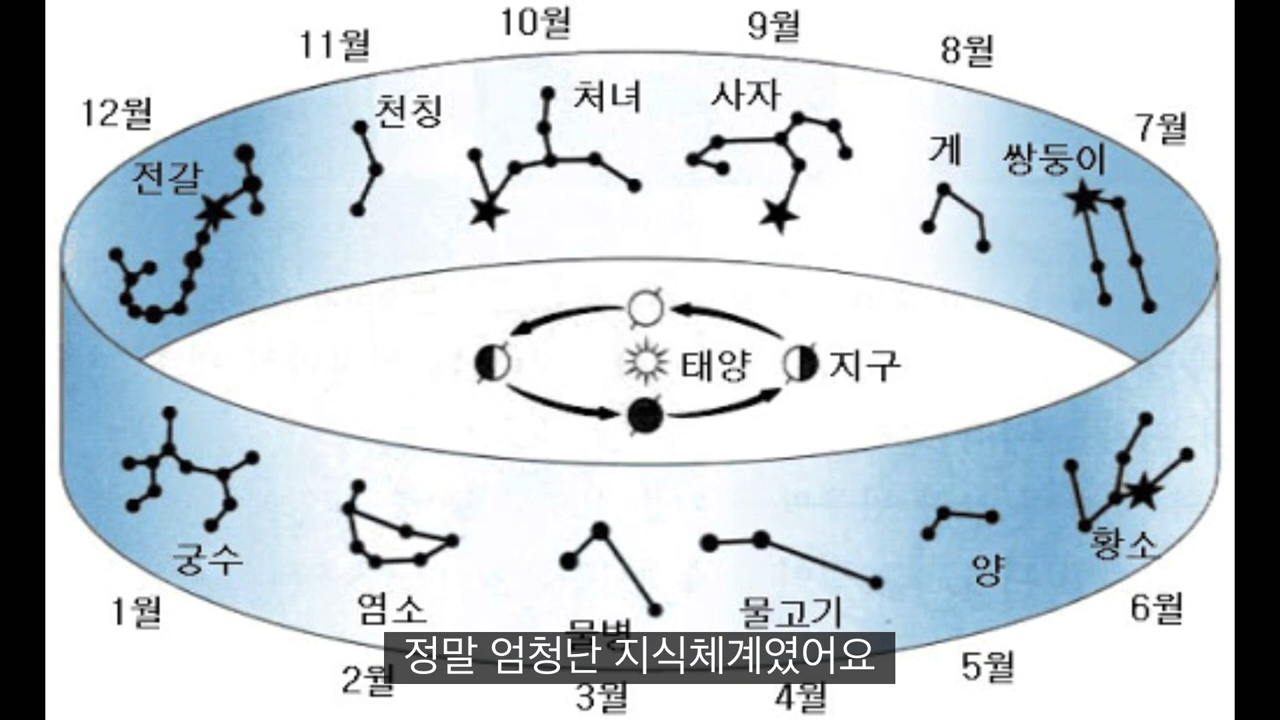 10월
9월
11월
8월
12월
7월
천칭
처녀
사자
게
쌍둥이
전갈
태양
지구
궁수
염소
물병
물고기
양
황소
1월
2월
3월
4월
5월
6월
정말 엄청난 지식체계였어요